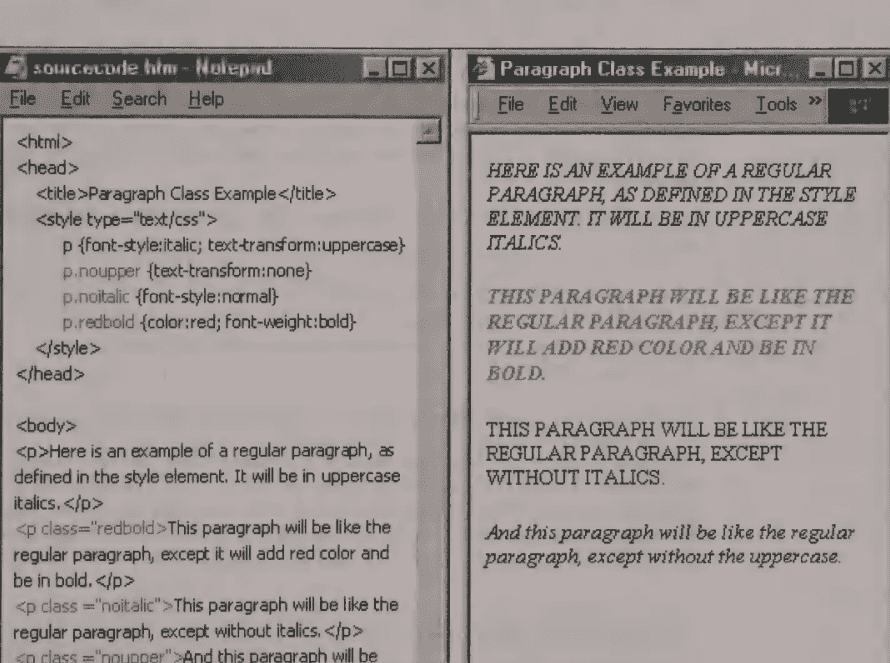 sourcecode.htm - Notepad
File Edit Search Help
<html>
<head>
<title>Paragraph Class Example</title>
<style type="text/css">
p {font-style:italic; text-transform:uppercase}
p.noupper {text-transform:none}
p.noitalic {font-style:normal}
p.redbold {color:red; font-weight:bold}
</style>
</head>
<body>
<p>Here is an example of a regular paragraph, as
defined in the style element. It will be in uppercase
italics.</p>
<p class="redbold>This paragraph will be like the
regular paragraph, except it will add red color and
be in bold.</p>
<p class ="noitalic">This paragraph will be like the
regular paragraph, except without italics.</p>
<p class ="noupper">And this paragraph will be
Paragraph Class Example - Micr...
File Edit View Favorites Tools »
HERE IS AN EXAMPLE OF A REGULAR
PARAGRAPH, AS DEFINED IN THE STYLE
ELEMENT. IT WILL BE IN UPPERCASE
ITALICS.
THIS PARAGRAPH WILL BE LIKE THE
REGULAR PARAGRAPH, EXCEPT IT
WILL ADD RED COLOR AND BE IN
BOLD.
THIS PARAGRAPH WILL BE LIKE THE
REGULAR PARAGRAPH, EXCEPT
WITHOUT ITALICS.
And this paragraph will be like the regular
paragraph, except without the uppercase.